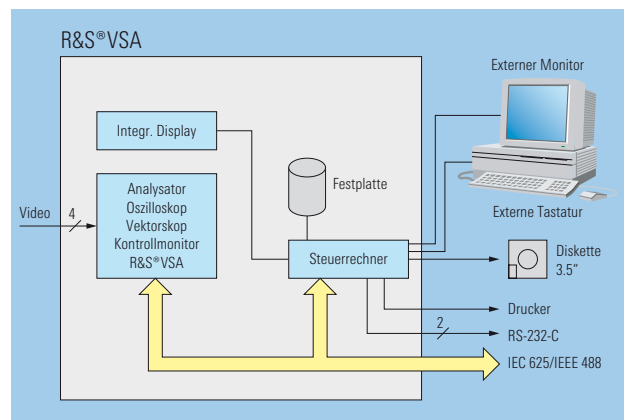 R&S®VSA
Externer Monitor
Integr. Display
Festplatte
Analysator
Oszilloskop
Vektorskop
Kontrollmonitor
R&S®VSA
Video
4
Steuerrechner
Externe Tastatur
Diskette
3.5"
Drucker
2
RS-232-C
IEC 625/IEEE 488